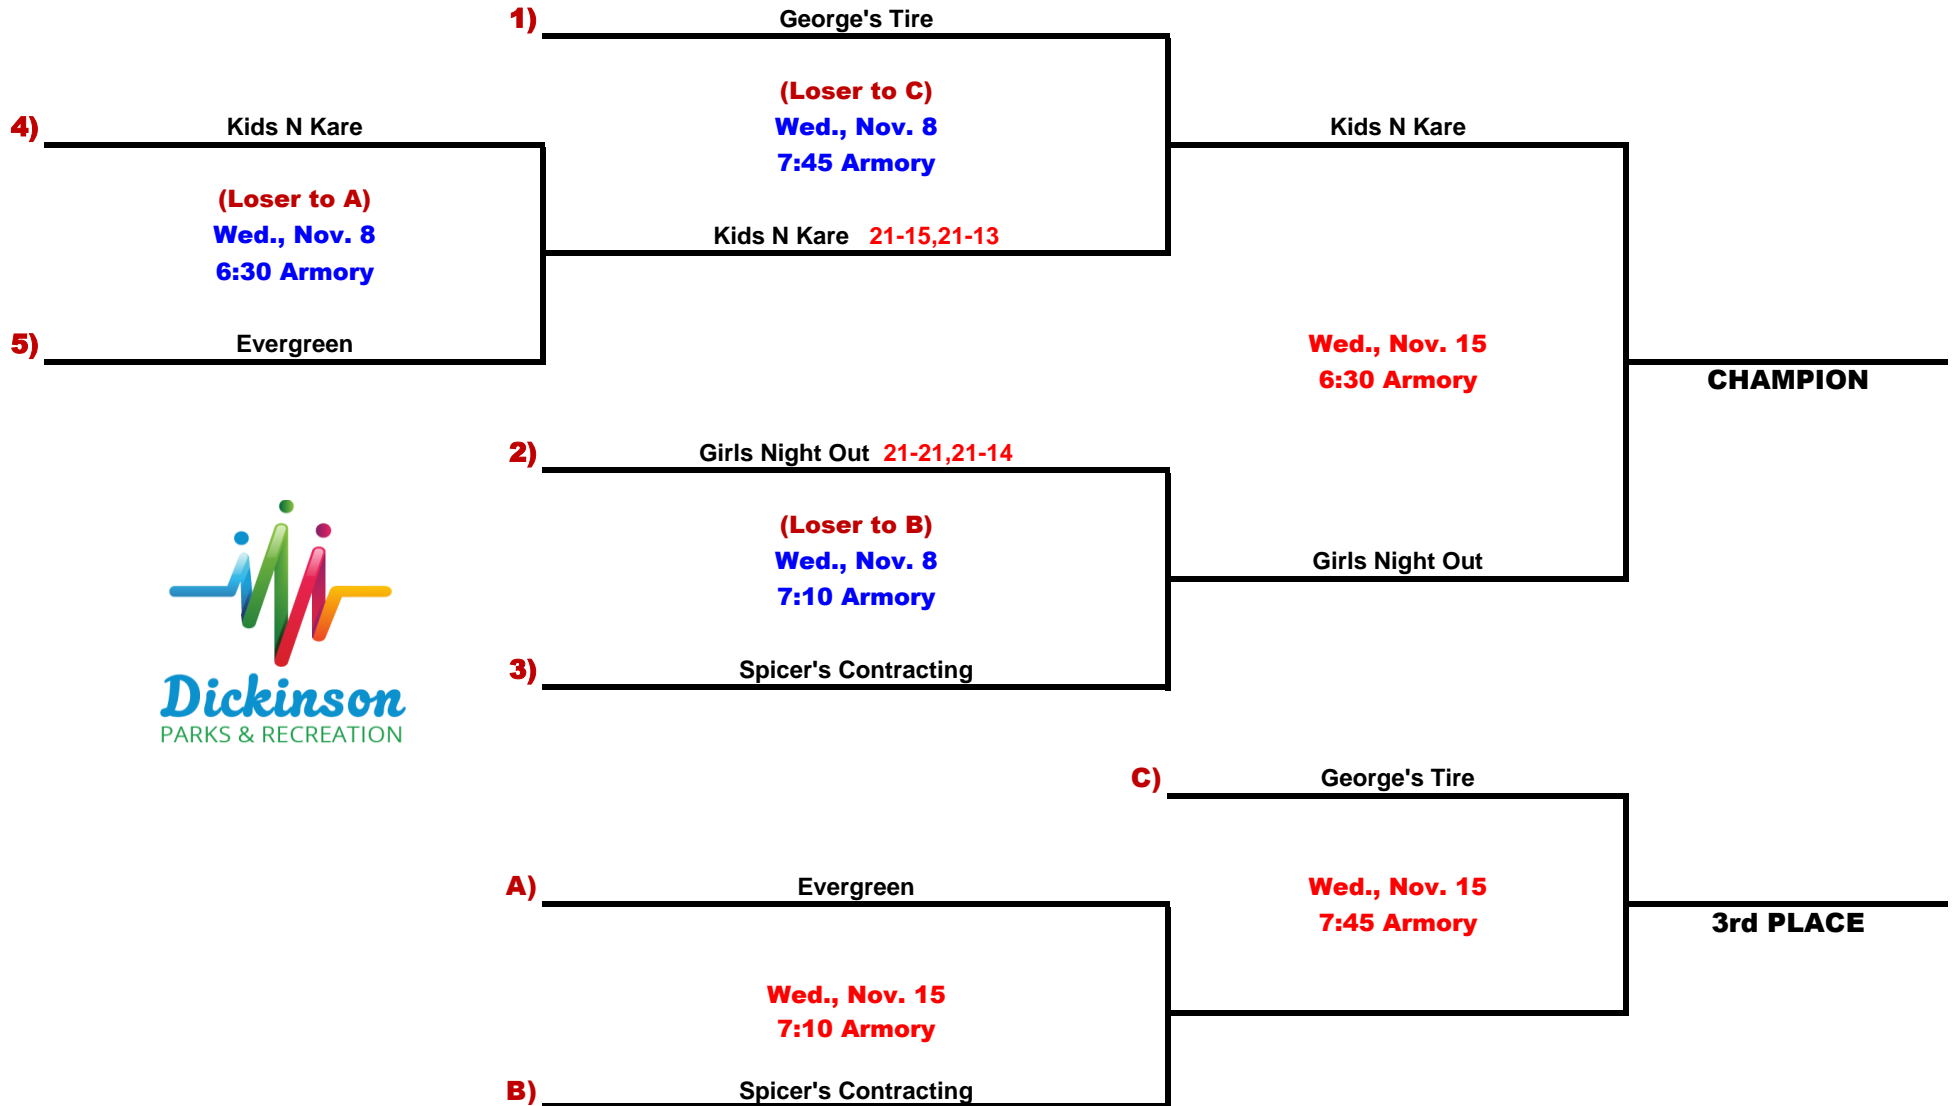 1) George's Tire
(Loser to C)
4) Kids N Kare
Wed., Nov. 8
Kids N Kare
7:45 Armory
(Loser to A)
Wed., Nov. 8
Kids N Kare 21-15,21-13
6:30 Armory
5) Evergreen
Wed., Nov. 15
6:30 Armory
CHAMPION
2) Girls Night Out 21-21,21-14
(Loser to B)
Wed., Nov. 8
Girls Night Out
7:10 Armory
3) Spicer's Contracting
Dickinson
PARKS & RECREATION
C) George's Tire
A) Evergreen
Wed., Nov. 15
7:45 Armory
3rd PLACE
Wed., Nov. 15
7:10 Armory
B) Spicer's Contracting